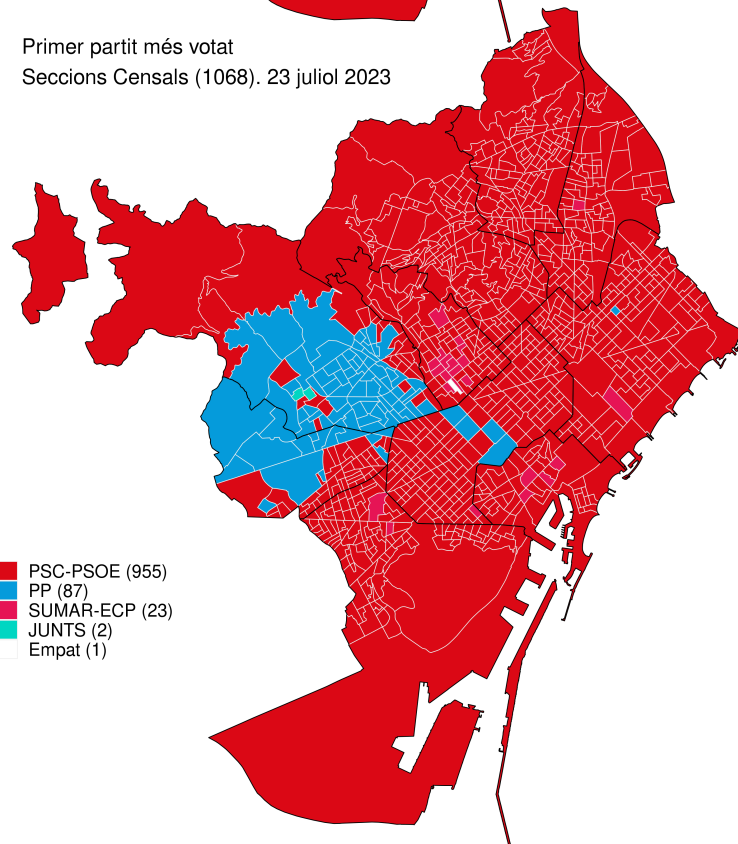 Primer partit més votat
Seccions Censals (1068). 23 juliol 2023
PSC-PSOE (955)
PP (87)
SUMAR-ECP (23)
JUNTS (2)
Empat (1)